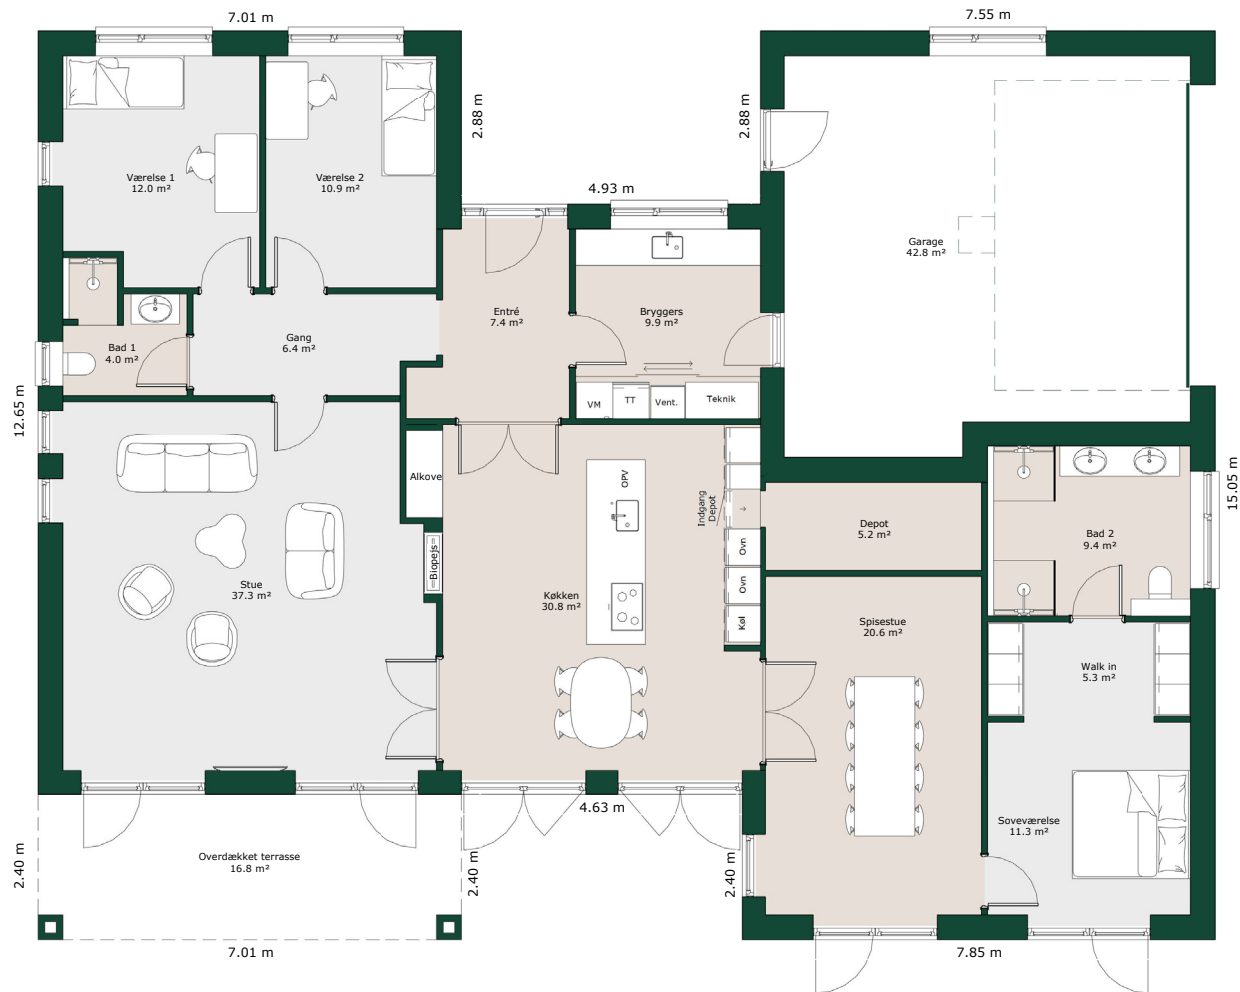 7.01 m
7.55 m
2.88 m
2.88 m
4.93 m
Værelse 1
12.0 m²
Værelse 2
10.9 m²
Garage
42.8 m²
Entré
7.4 m²
Bryggers
9.9 m²
Gang
6.4 m²
Bad 1
4.0 m²
VM
TT
Vent.
Teknik
12.65 m
Alkove
OPV
Indgang
Depot
Depot
5.2 m²
Bad 2
9.4 m²
15.05 m
Ovn
Biopejs
Ovn
Stue
37.3 m²
Køkken
30.8 m²
Køl
Spisestue
20.6 m²
Walk in
5.3 m²
4.63 m
Soveværelse
11.3 m²
Overdækket terrasse
16.8 m²
2.40 m
2.40 m
2.40 m
7.01 m
7.85 m